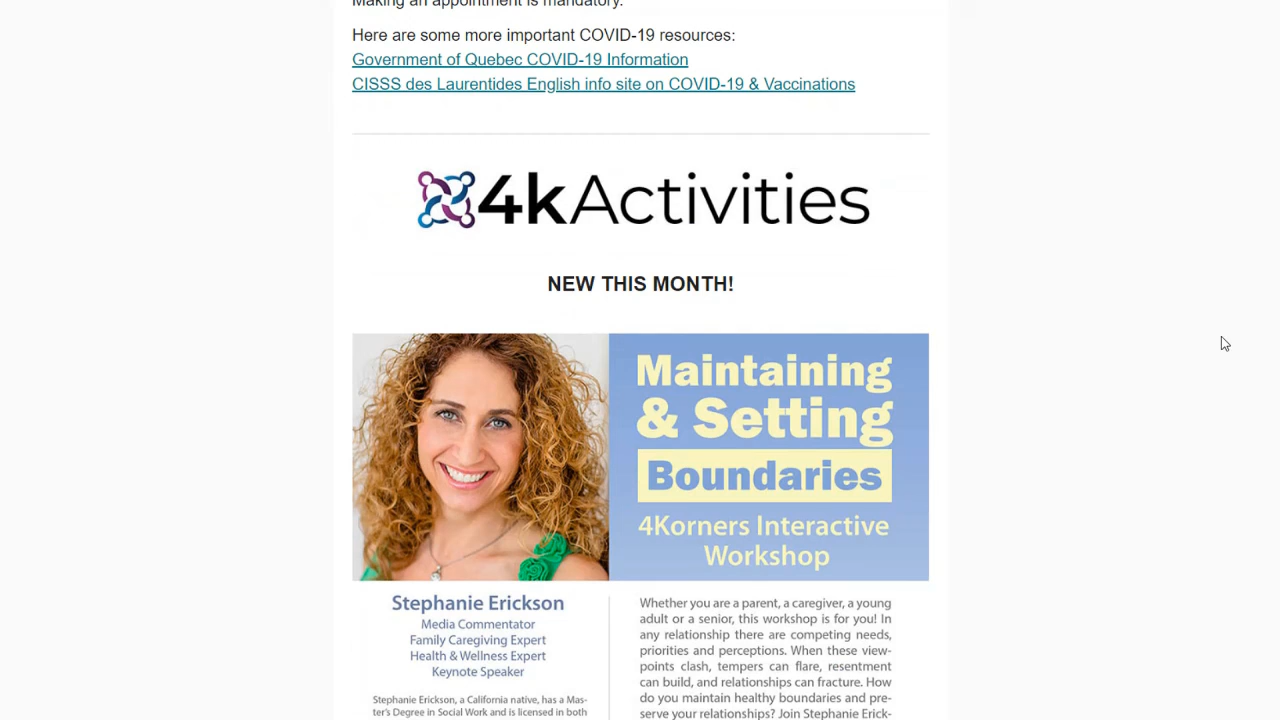 Making an appointment is mandatory.
Here are some more important COVID-19 resources:
Government of Quebec COVID-19 Information
CISSS des Laurentides English info site on COVID-19 & Vaccinations
4kActivities
NEW THIS MONTH!
Maintaining
& Setting
Boundaries
4Korners Interactive
Workshop
Stephanie Erickson
Media Commentator
Family Caregiving Expert
Health & Wellness Expert
Keynote Speaker
Stephanie Erickson, a California native, has a Mas-
ter's Degree in Social Work and is licensed in both
Whether you are a parent, a caregiver, a young
adult or a senior, this workshop is for you! In
any relationship there are competing needs,
priorities and perceptions. When these view-
points clash, tempers can flare, resentment
can build, and relationships can fracture. How
do you maintain healthy boundaries and pre-
serve your relationships? Join Stephanie Erick-